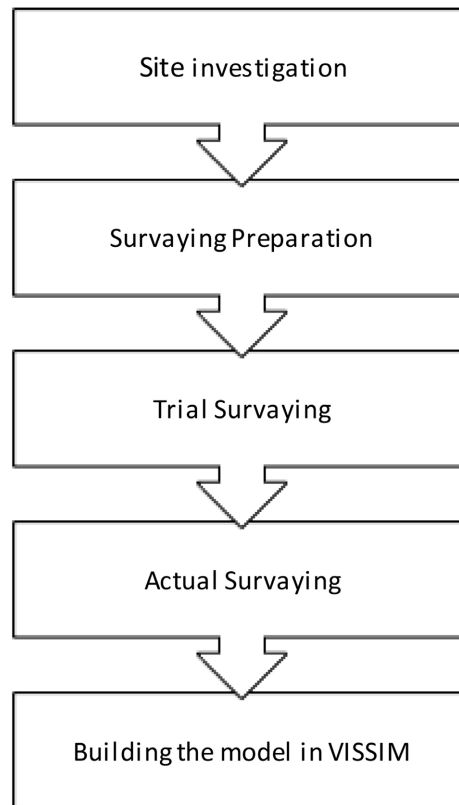 Site investigation
Survaying Preparation
Trial Survaying
Actual Survaying
Building the model in VISSIM